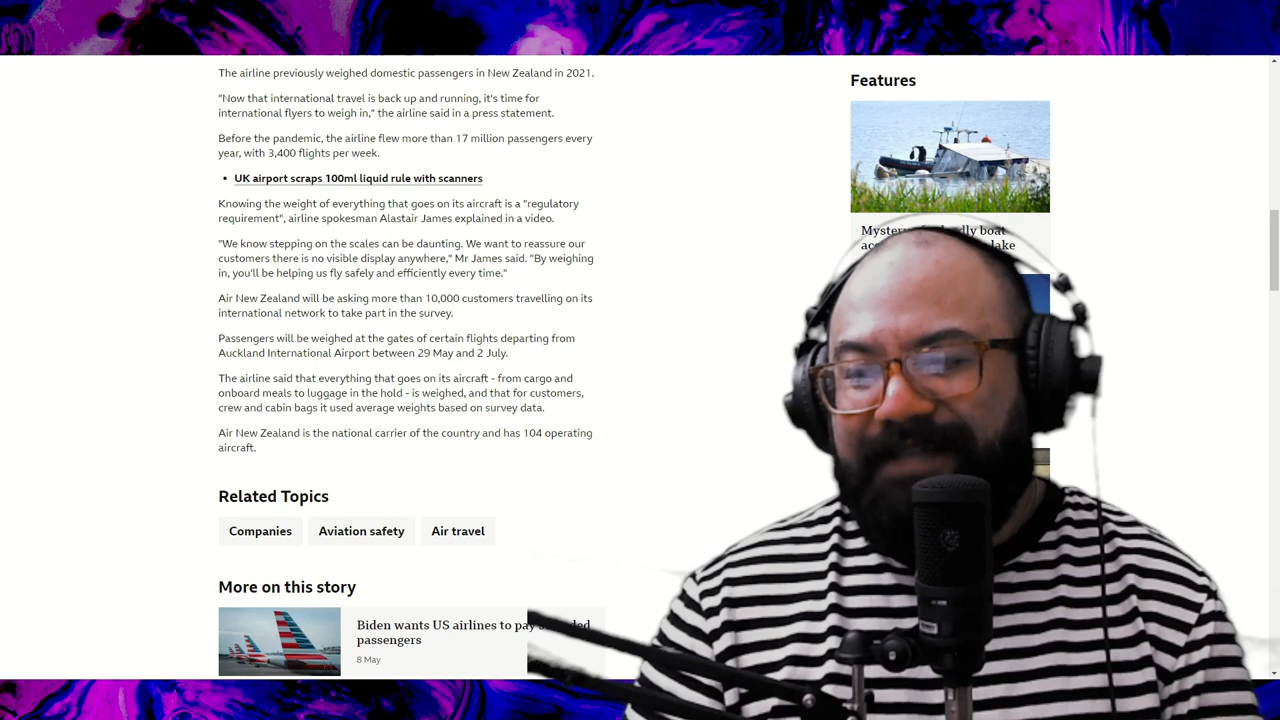 The airline previously weighed domestic passengers in New Zealand in 2021.
"Now that international travel is back up and running, it's time for
international flyers to weigh in," the airline said in a press statement.
Before the pandemic, the airline flew more than 17 million passengers every
year, with 3,400 flights per week.
• UK airport scraps 100ml liquid rule with scanners
Knowing the weight of everything that goes on its aircraft is a "regulatory
requirement", airline spokesman Alastair James explained in a video.
"We know stepping on the scales can be daunting. We want to reassure our
customers there is no visible display anywhere," Mr James said. "By weighing
in, you'll be helping us fly safely and efficiently every time."
Air New Zealand will be asking more than 10,000 customers travelling on its
international network to take part in the survey.
Passengers will be weighed at the gates of certain flights departing from
Auckland International Airport between 29 May and 2 July.
The airline said that everything that goes on its aircraft - from cargo and
onboard meals to luggage in the hold - is weighed, and that for customers,
crew and cabin bags it used average weights based on survey data.
Air New Zealand is the national carrier of the country and has 104 operating
aircraft.
Related Topics
Companies
Aviation safety
Air travel
More on this story
Biden wants US airlines to pay
passengers
8 May
Features
boat
lake